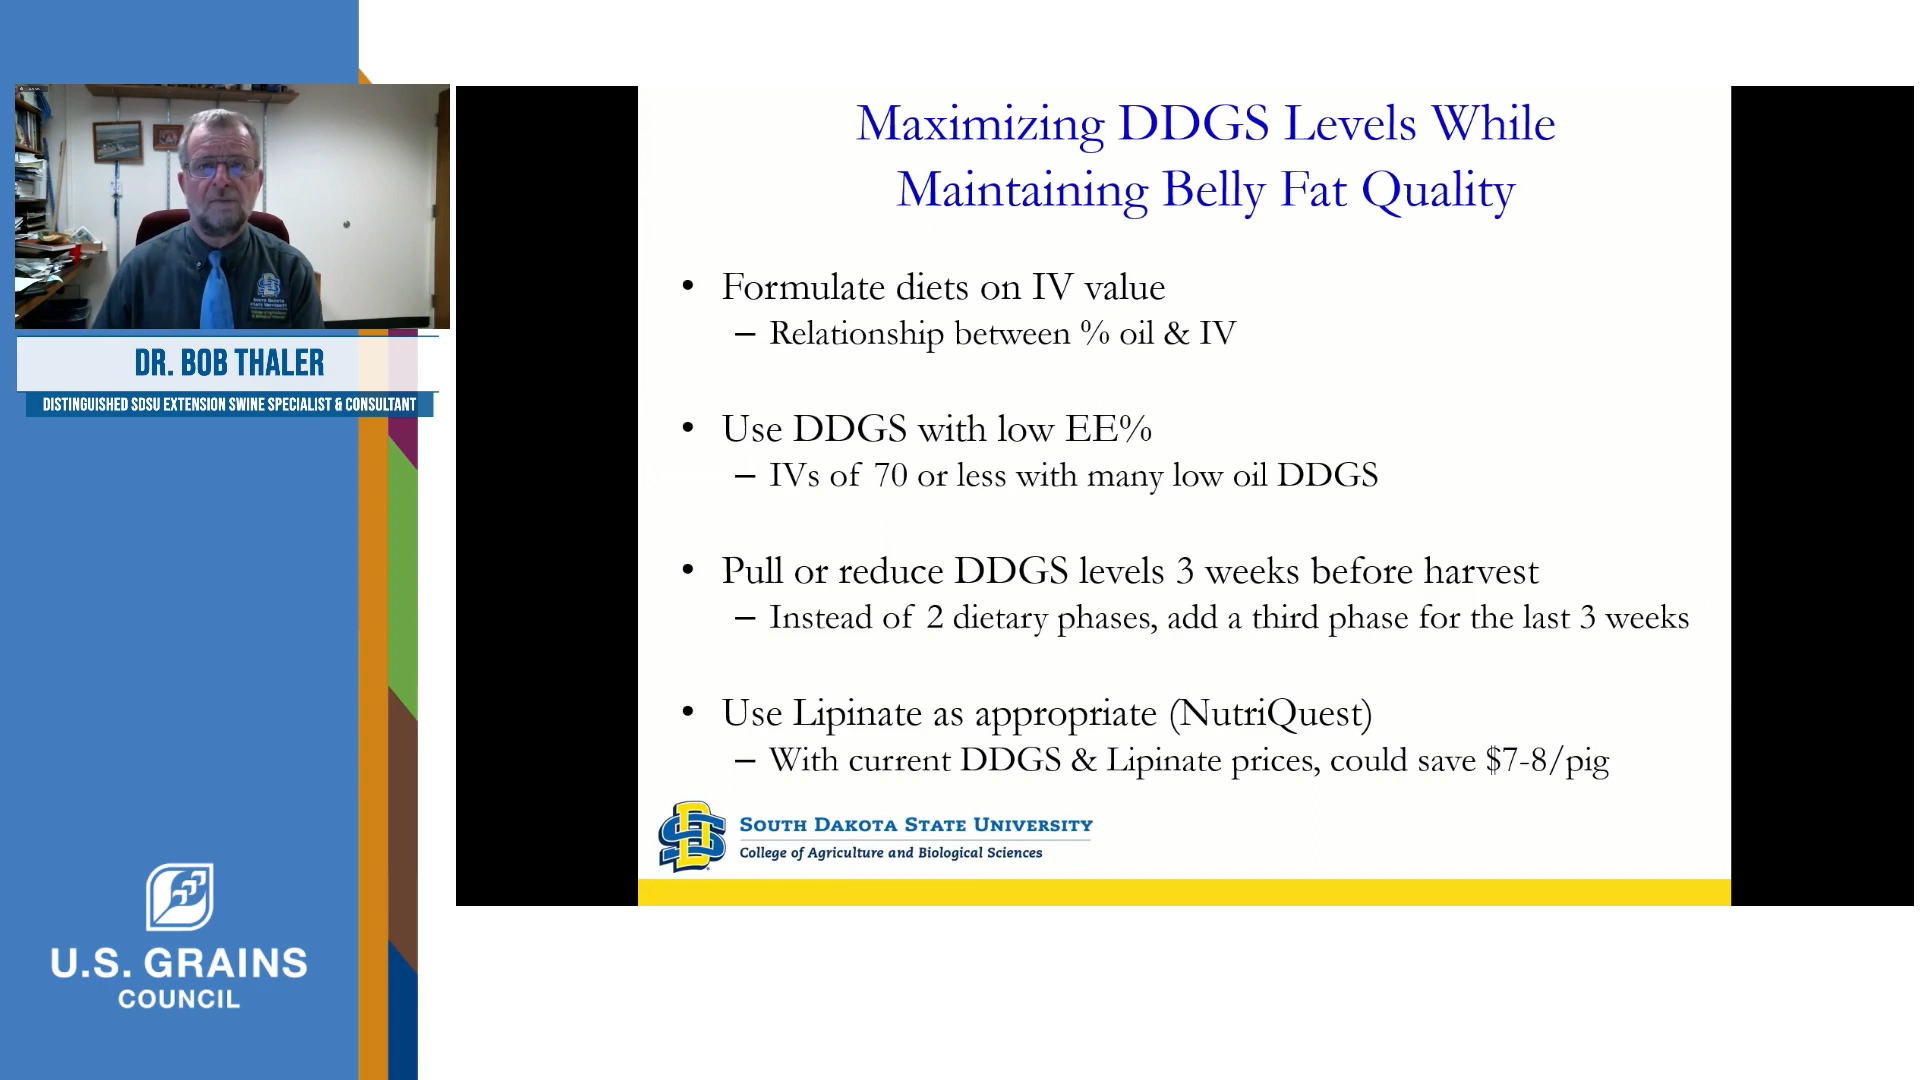 Maximizing DDGS Levels While
Maintaining Belly Fat Quality
• Formulate diets on IV value
– Relationship between % oil & IV
• Use DDGS with low EE%
– IVs of 70 or less with many low oil DDGS
• Pull or reduce DDGS levels 3 weeks before harvest
– Instead of 2 dietary phases, add a third phase for the last 3 weeks
• Use Lipinate as appropriate (NutriQuest)
– With current DDGS & Lipinate prices, could save $7-8/pig
SOUTH DAKOTA STATE UNIVERSITY
College of Agriculture and Biological Sciences
DR. BOB THALER
DISTINGUISHED SDSU EXTENSION SWINE SPECIALIST & CONSULTANT
U.S. GRAINS
COUNCIL